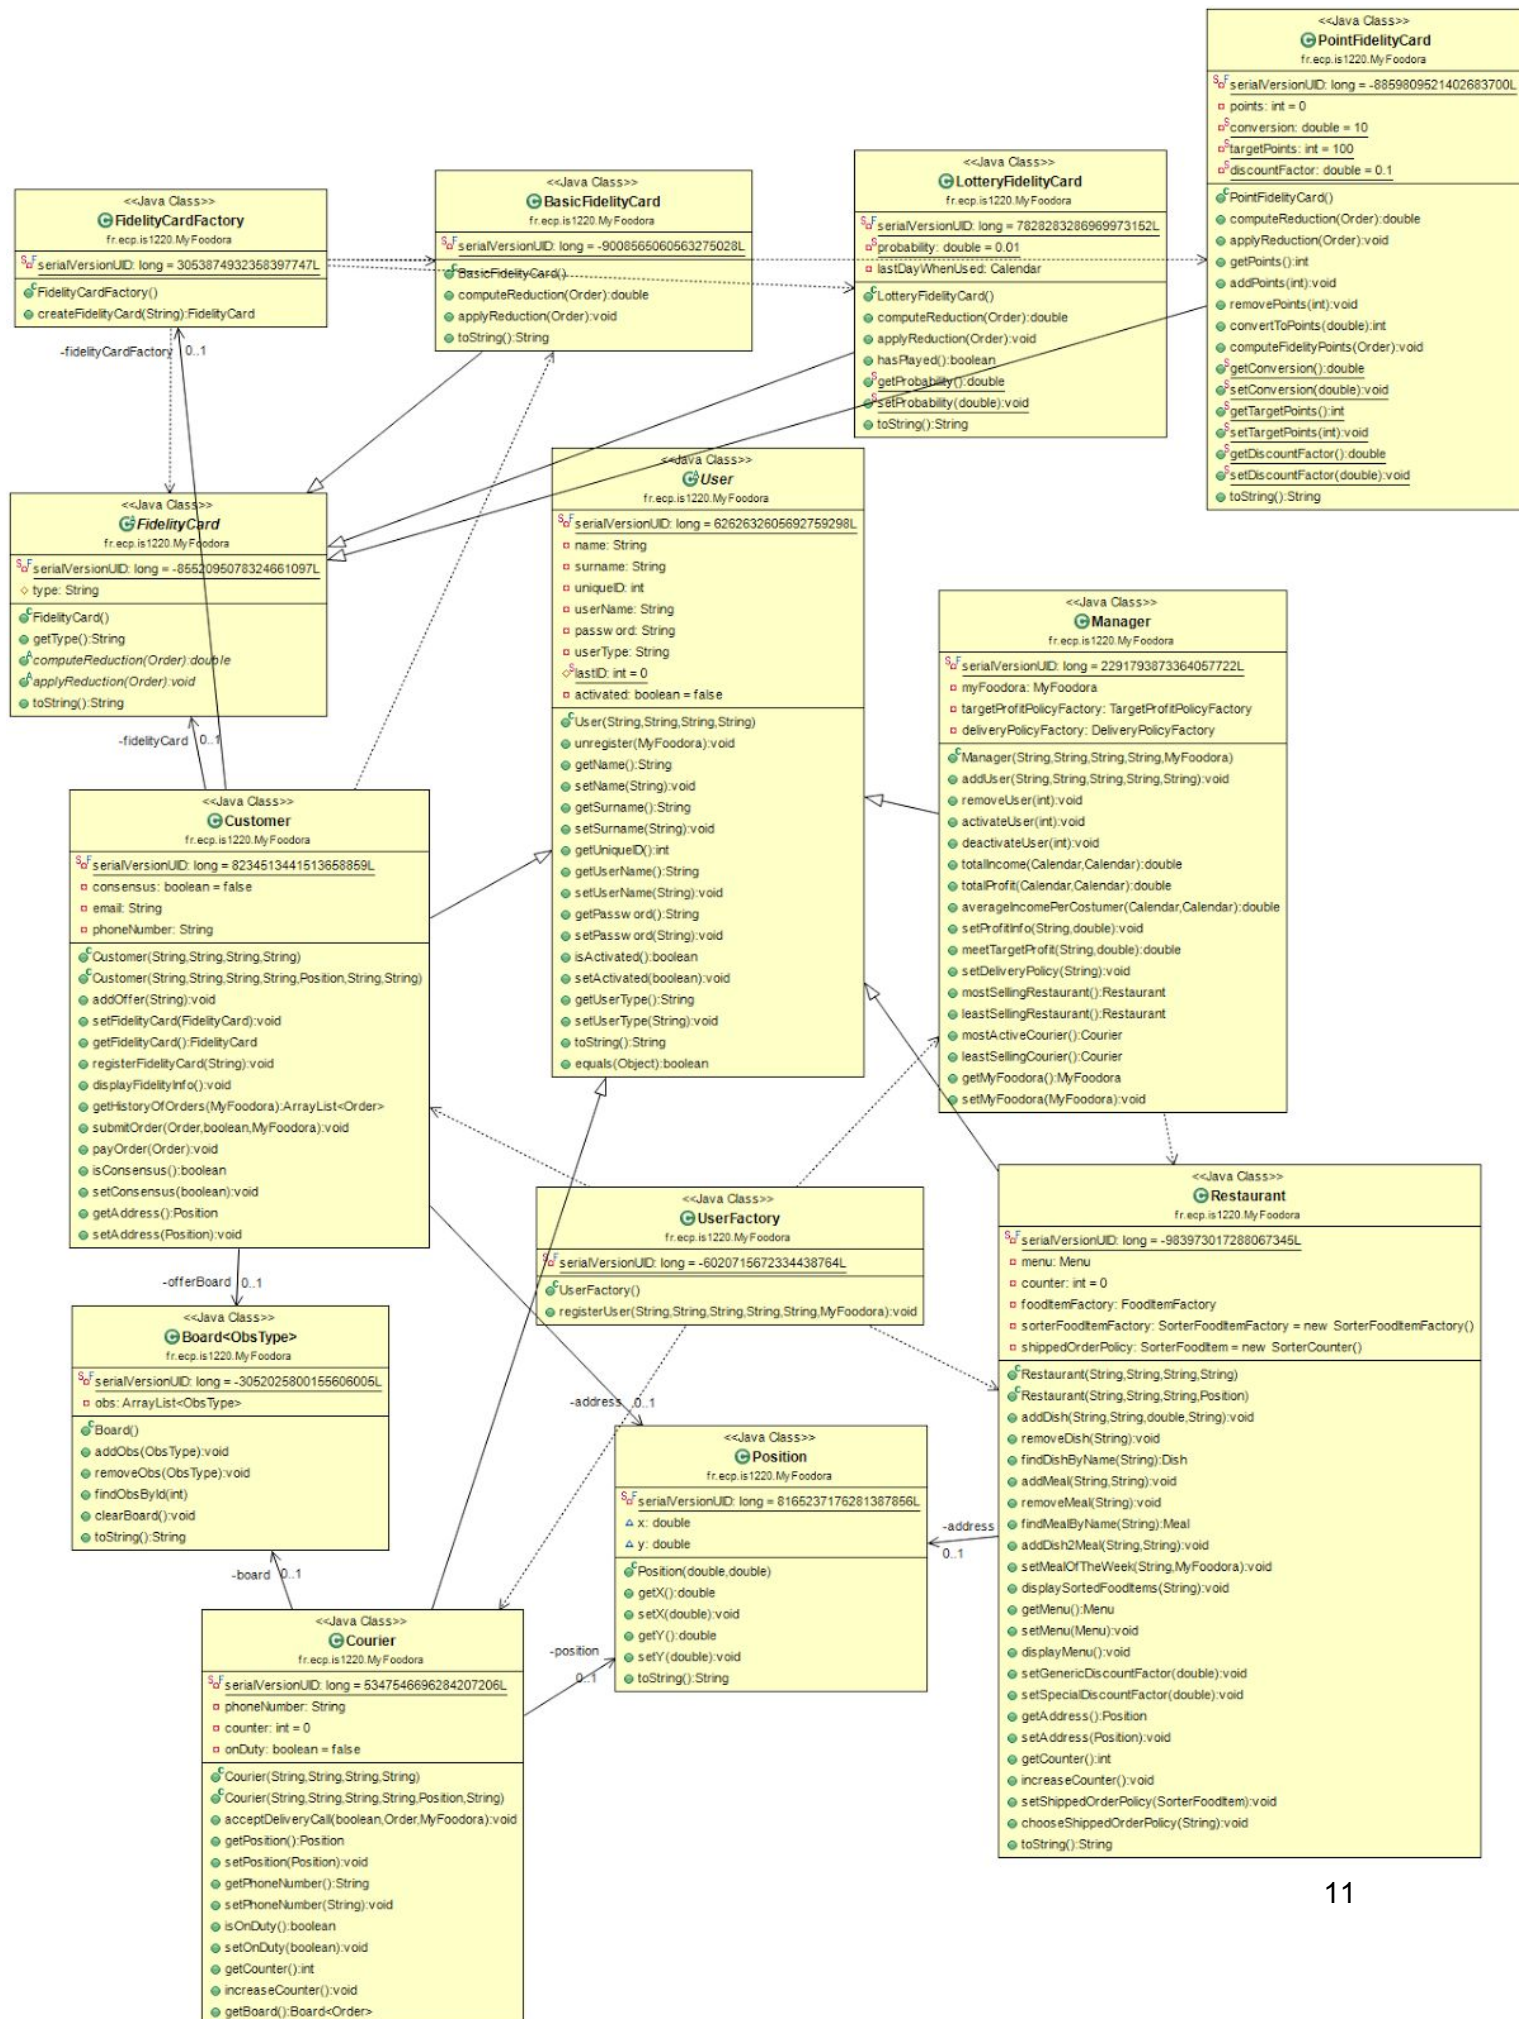 <<Java Class>>
PointFidelityCard
fr.ecp.is1220.MyFoodora
serialVersionUID: long = -8859809521402683700L
points: int = 0
conversion: double = 10
targetPoints: int = 100
discountFactor: double = 0.1
PointFidelityCard()
computeReduction(Order):double
applyReduction(Order):void
getPoints():int
addPoints(int):void
removePoints(int):void
convertToPoints(double):int
computeFidelityPoints(Order):void
getConversion():double
setConversion(double):void
getTargetPoints():int
setTargetPoints(int):void
getDiscountFactor():double
setDiscountFactor(double):void
toString():String
<<Java Class>>
LotteryFidelityCard
fr.ecp.is1220.MyFoodora
serialVersionUID: long = 7828283286969973152L
probability: double = 0.01
lastDayWhenUsed: Calendar
LotteryFidelityCard()
computeReduction(Order):double
applyReduction(Order):void
hasPlayed():boolean
getProbability():double
setProbability(double):void
toString():String
<<Java Class>>
BasicFidelityCard
fr.ecp.is1220.MyFoodora
serialVersionUID: long = -9008565060563275028L
BasicFidelityCard()
computeReduction(Order):double
applyReduction(Order):void
toString():String
<<Java Class>>
FidelityCardFactory
fr.ecp.is1220.MyFoodora
serialVersionUID: long = 3053874932358397747L
FidelityCardFactory()
createFidelityCard(String):FidelityCard
-fidelityCardFactory 0..1
<<Java Class>>
FidelityCard
fr.ecp.is1220.MyFoodora
serialVersionUID: long = -8552095078324661097L
type: String
FidelityCard()
getType():String
computeReduction(Order):double
applyReduction(Order):void
toString():String
-fidelityCard 0..1
<<Java Class>>
User
fr.ecp.is1220.MyFoodora
serialVersionUID: long = 6262632605692759298L
name: String
surname: String
uniqueID: int
userName: String
password: String
userType: String
lastID: int = 0
activated: boolean = false
User(String,String,String,String)
unregister(MyFoodora):void
getName():String
setName(String):void
getSurname():String
setSurname(String):void
getUniqueID():int
getUserName():String
setUserName(String):void
getPassword():String
setPassword(String):void
isActivated():boolean
setActivated(boolean):void
getUserType():String
setUserType(String):void
toString():String
equals(Object):boolean
<<Java Class>>
Manager
fr.ecp.is1220.MyFoodora
serialVersionUID: long = 2291793873364057722L
myFoodora: MyFoodora
targetProfitPolicyFactory: TargetProfitPolicyFactory
deliveryPolicyFactory: DeliveryPolicyFactory
Manager(String,String,String,String,MyFoodora)
addUser(String,String,String,String,String):void
removeUser(int):void
activateUser(int):void
deactivateUser(int):void
totalIncome(Calendar,Calendar):double
totalProfit(Calendar,Calendar):double
averageIncomePerCostumer(Calendar,Calendar):double
setProfitInfo(String,double):void
meetTargetProfit(String,double):double
setDeliveryPolicy(String):void
mostSellingRestaurant():Restaurant
leastSellingRestaurant():Restaurant
mostActiveCourier():Courier
leastSellingCourier():Courier
getMyFoodora():MyFoodora
setMyFoodora(MyFoodora):void
<<Java Class>>
Customer
fr.ecp.is1220.MyFoodora
serialVersionUID: long = 8234513441513658859L
consensus: boolean = false
email: String
phoneNumber: String
Customer(String,String,String,String)
Customer(String,String,String,String,Position,String,String)
addOffer(String):void
setFidelityCard(FidelityCard):void
getFidelityCard():FidelityCard
registerFidelityCard(String):void
displayFidelityInfo():void
getHistoryOfOrders(MyFoodora):ArrayList<Order>
submitOrder(Order,boolean,MyFoodora):void
payOrder(Order):void
isConsensus():boolean
setConsensus(boolean):void
getAddress():Position
setAddress(Position):void
-offerBoard 0..1
<<Java Class>>
UserFactory
fr.ecp.is1220.MyFoodora
serialVersionUID: long = -6020715672334438764L
UserFactory()
registerUser(String,String,String,String,String,MyFoodora):void
<<Java Class>>
Restaurant
fr.ecp.is1220.MyFoodora
serialVersionUID: long = -983973017288067345L
menu: Menu
counter: int = 0
foodItemFactory: FoodItemFactory
sorterFoodItemFactory: SorterFoodItemFactory = new SorterFoodItemFactory()
shippedOrderPolicy: SorterFoodItem = new SorterCounter()
Restaurant(String,String,String,String)
Restaurant(String,String,String,Position)
addDish(String,String,double,String):void
removeDish(String):void
findDishByName(String):Dish
addMeal(String,String):void
removeMeal(String):void
findMealByName(String):Meal
addDish2Meal(String,String):void
setMealOfTheWeek(String,MyFoodora):void
displaySortedFoodItems(String):void
getMenu():Menu
setMenu(Menu):void
displayMenu():void
setGenericDiscountFactor(double):void
setSpecialDiscountFactor(double):void
getAddress():Position
setAddress(Position):void
getCounter():int
increaseCounter():void
setShippedOrderPolicy(SorterFoodItem):void
chooseShippedOrderPolicy(String):void
toString():String
<<Java Class>>
Board<ObsType>
fr.ecp.is1220.MyFoodora
serialVersionUID: long = -3052025800155606005L
obs: ArrayList<ObsType>
Board()
addObs(ObsType):void
removeObs(ObsType):void
findObsById(int)
clearBoard():void
toString():String
-board 0..1
-address 0..1
<<Java Class>>
Position
fr.ecp.is1220.MyFoodora
serialVersionUID: long = 8165237176281387856L
x: double
y: double
Position(double,double)
getX():double
setX(double):void
getY():double
setY(double):void
toString():String
-address
0..1
-position
0..1
<<Java Class>>
Courier
fr.ecp.is1220.MyFoodora
serialVersionUID: long = 5347546696284207206L
phoneNumber: String
counter: int = 0
onDuty: boolean = false
Courier(String,String,String,String)
Courier(String,String,String,String,Position,String)
acceptDeliveryCall(boolean,Order,MyFoodora):void
getPosition():Position
setPosition(Position):void
getPhoneNumber():String
setPhoneNumber(String):void
isOnDuty():boolean
setOnDuty(boolean):void
getCounter():int
increaseCounter():void
getBoard():Board<Order>
11